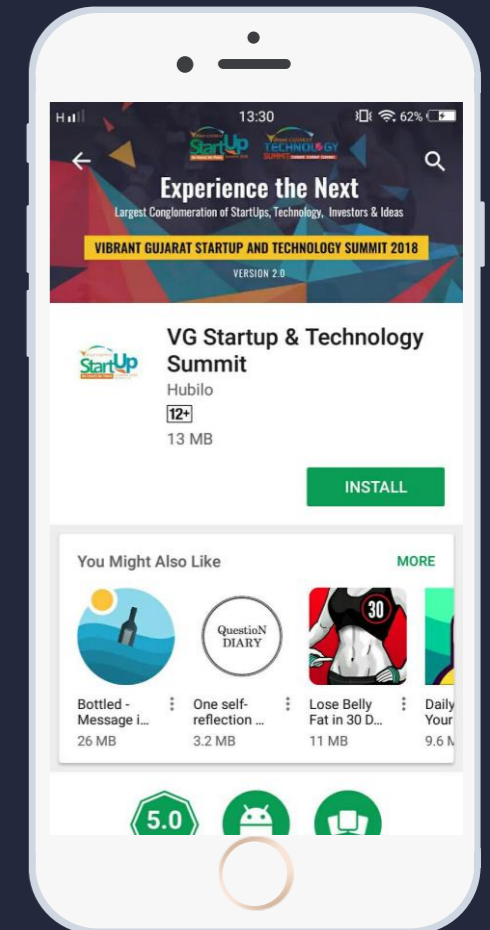 H
13:30
62%
StartUp
TECHNOLOGY
SUMMIT
Experience the Next
Largest Conglomeration of StartUps, Technology, Investors & Ideas
VIBRANT GUJARAT STARTUP AND TECHNOLOGY SUMMIT 2018
VERSION 2.0
StartUp
VG Startup & Technology
Summit
Hubilo
12+
13 MB
INSTALL
You Might Also Like
MORE
QuestioN
DIARY
30
Bottled -
Message i...
26 MB
One self-
reflection ...
3.2 MB
Lose Belly
Fat in 30 D...
11 MB
Daily
Your
9.6 M
5.0